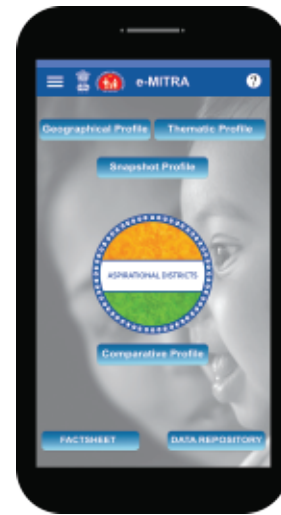 e-MITRA ?
Geographical Profile Thematic Profile
Snapshot Profile
ASPIRATIONAL DISTRICTS
Comparative Profile
FACTSHEET DATA REPOSITORY